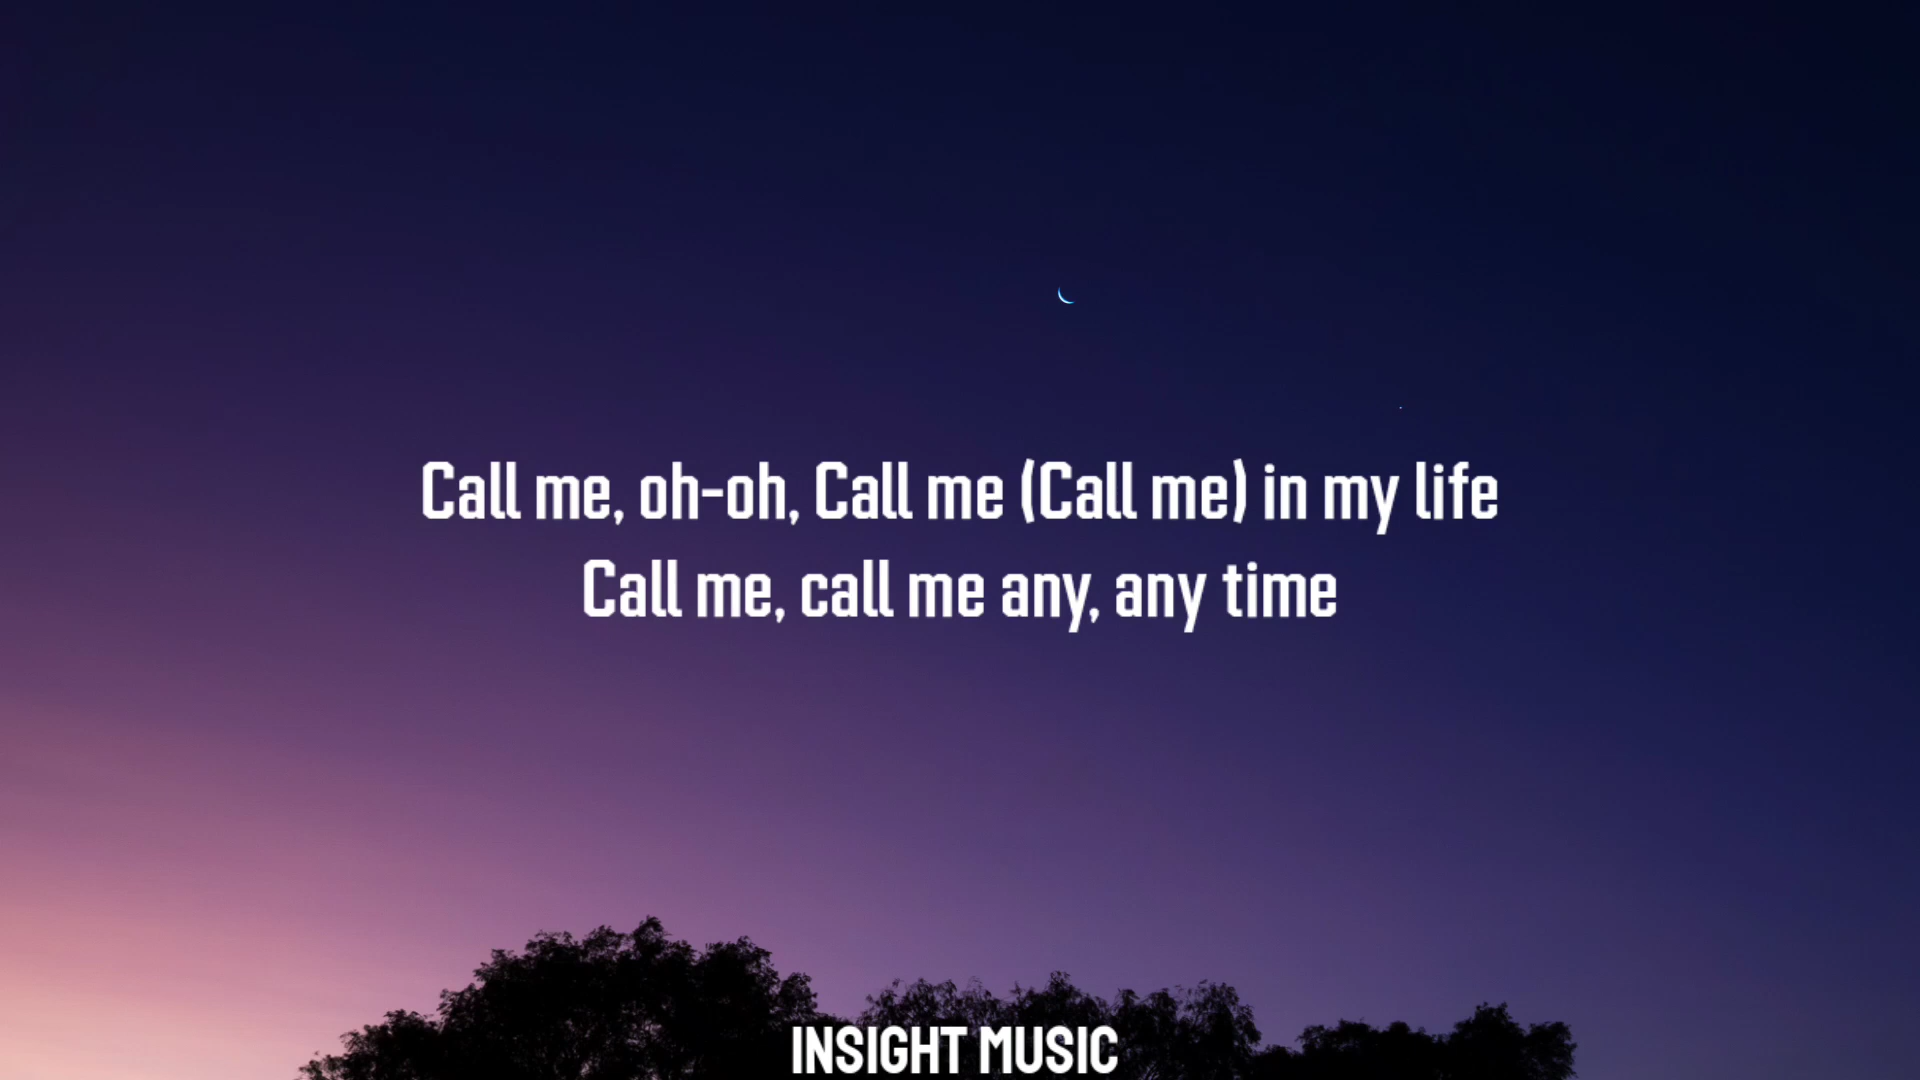 Call me, oh-oh, Call me (Call me) in my life
Call me, call me any, any time
INSIGHT MUSIC